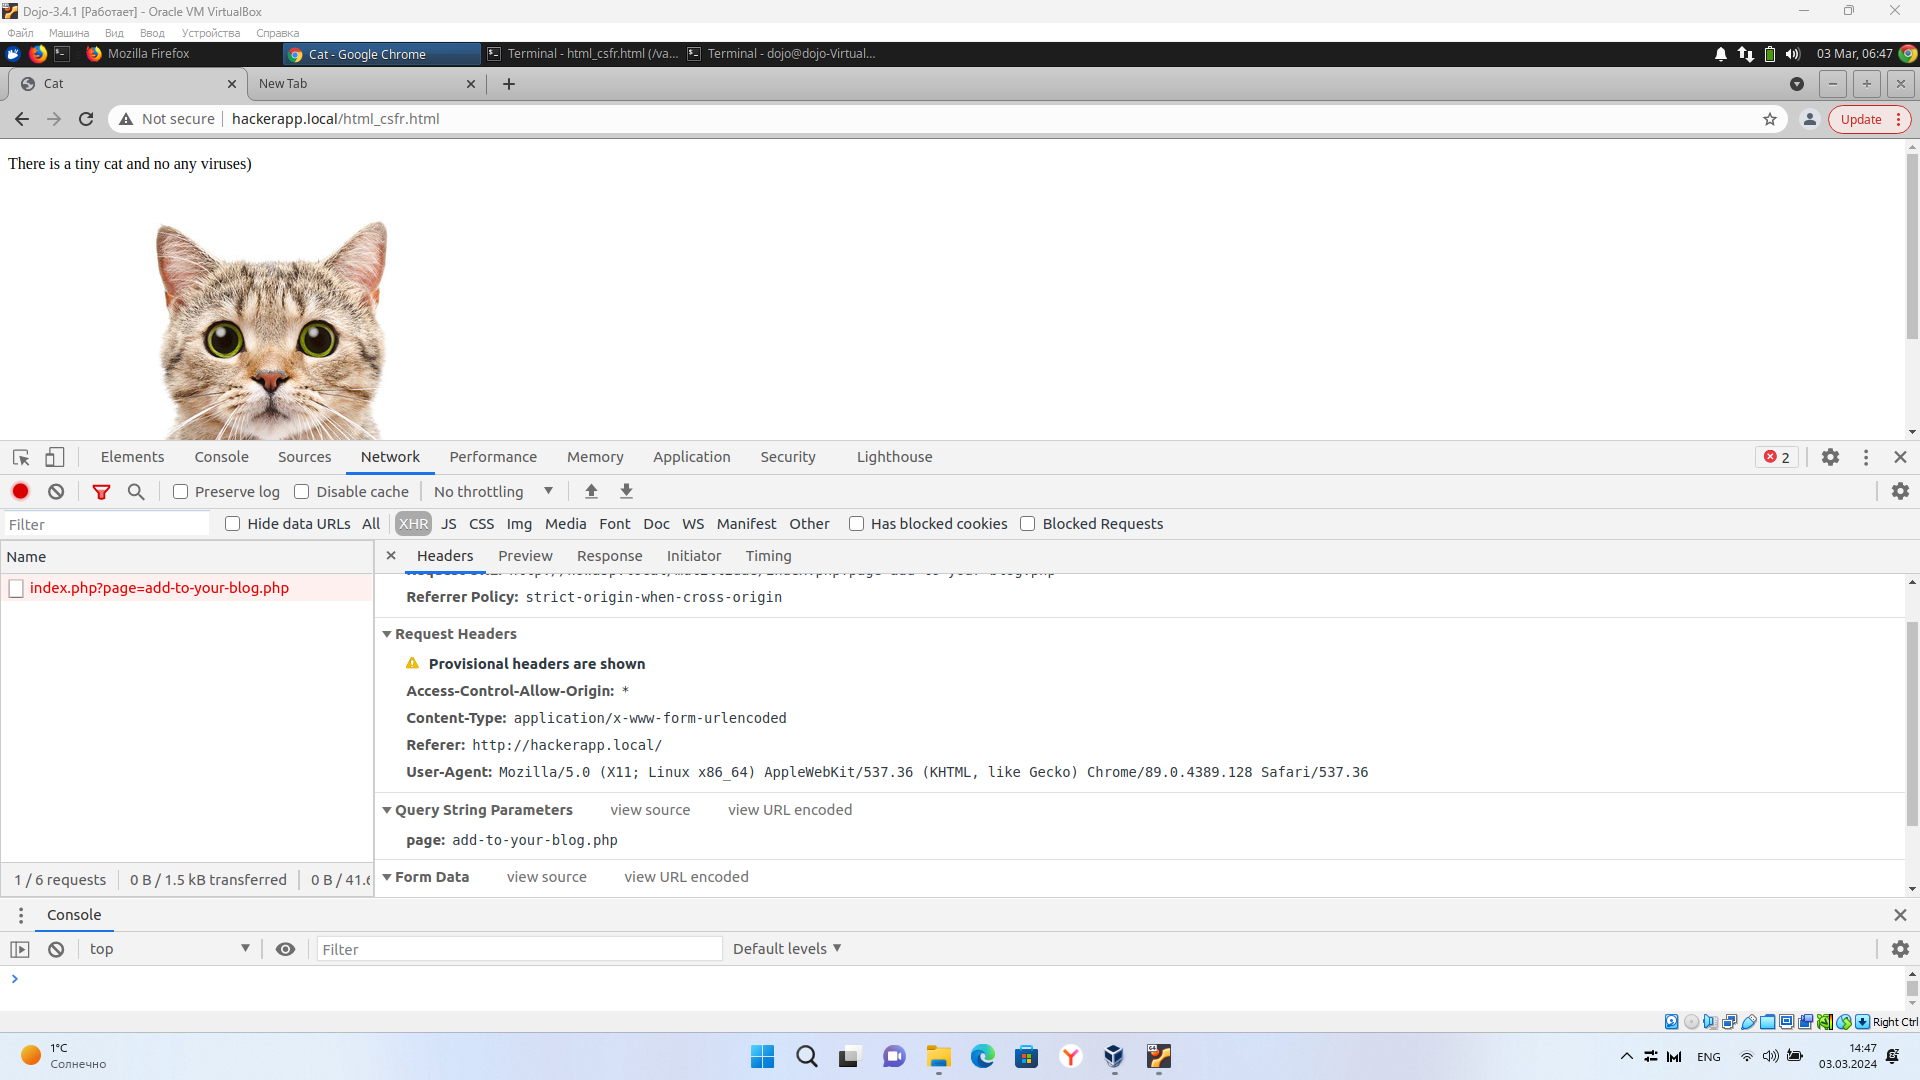 Dojo-3.4.1 [Работает] - Oracle VM VirtualBox
Файл Машина Вид Ввод Устройства Справка
Mozilla Firefox Cat - Google Chrome Terminal - html_csfr.html (/va... Terminal - dojo@dojo-Virtual... 03 Mar, 06:47
Cat New Tab
Not secure hackerapp.local/html_csfr.html Update
There is a tiny cat and no any viruses)
Elements Console Sources Network Performance Memory Application Security Lighthouse 2
Preserve log Disable cache No throttling
Filter Hide data URLs All XHR JS CSS Img Media Font Doc WS Manifest Other Has blocked cookies Blocked Requests
Name Headers Preview Response Initiator Timing
index.php?page=add-to-your-blog.php
Referrer Policy: strict-origin-when-cross-origin
Request Headers
Provisional headers are shown
Access-Control-Allow-Origin: *
Content-Type: application/x-www-form-urlencoded
Referer: http://hackerapp.local/
User-Agent: Mozilla/5.0 (X11; Linux x86_64) AppleWebKit/537.36 (KHTML, like Gecko) Chrome/89.0.4389.128 Safari/537.36
Query String Parameters view source view URL encoded
page: add-to-your-blog.php
Form Data view source view URL encoded
1 / 6 requests 0 B / 1.5 kB transferred 0 B / 41.6
Console
top Filter Default levels
Right Ctrl
1°C
Солнечно
ENG
14:47
03.03.2024